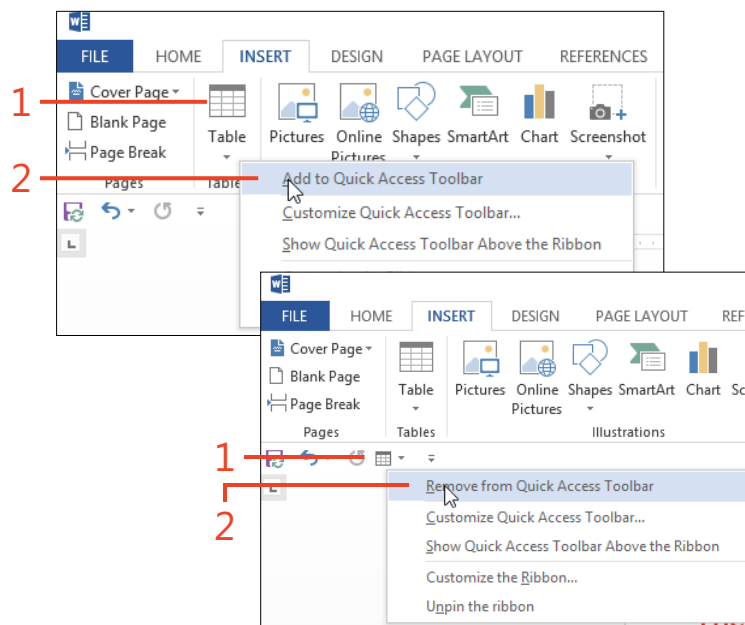 FILE HOME INSERT DESIGN PAGE LAYOUT REFERENCES
1
Cover Page
Blank Page
Page Break
Pages
Table
Tables
Pictures
Online
Pictures
Shapes
SmartArt
Chart
Screenshot
2
Add to Quick Access Toolbar
Customize Quick Access Toolbar...
Show Quick Access Toolbar Above the Ribbon
L
FILE HOME INSERT DESIGN PAGE LAYOUT REF
Cover Page
Blank Page
Page Break
Pages
Table
Tables
Pictures
Online
Pictures
Shapes
SmartArt
Chart
Sc
Illustrations
1
2
Remove from Quick Access Toolbar
Customize Quick Access Toolbar...
Show Quick Access Toolbar Above the Ribbon
Customize the Ribbon...
Unpin the ribbon